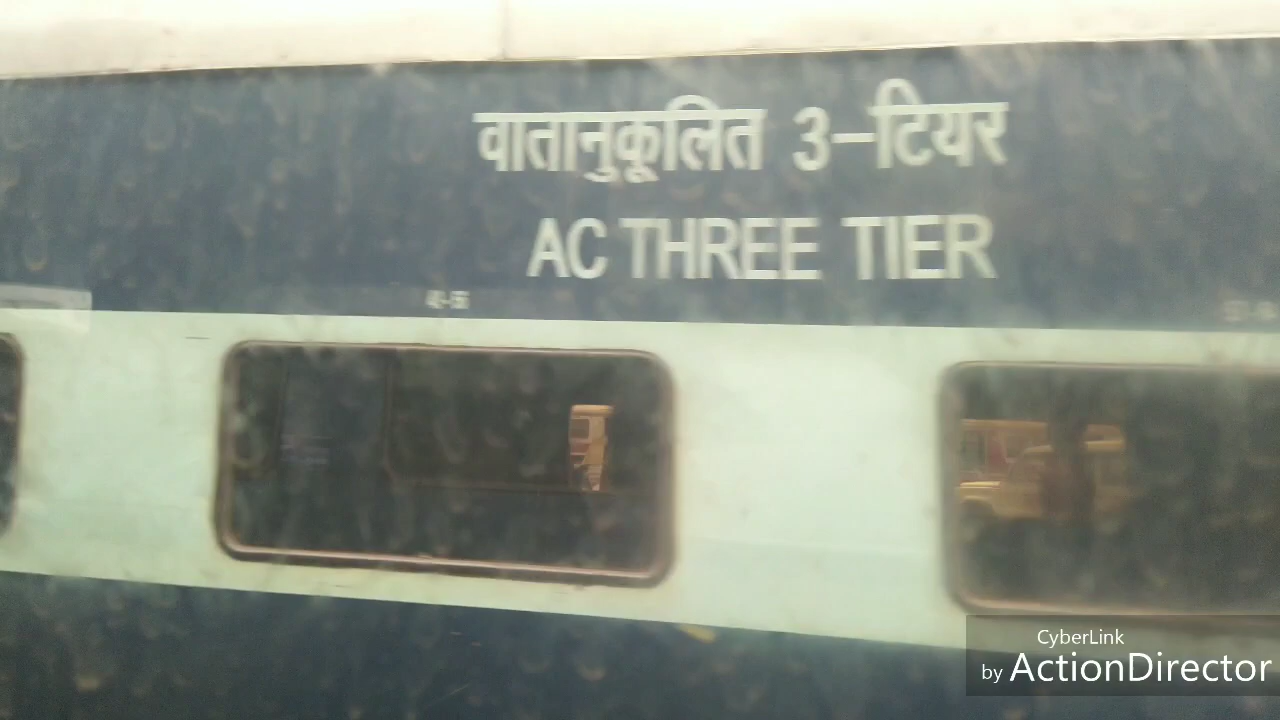 वातानुकूलित 3-टियर
AC THREE TIER
CyberLink
by ActionDirector